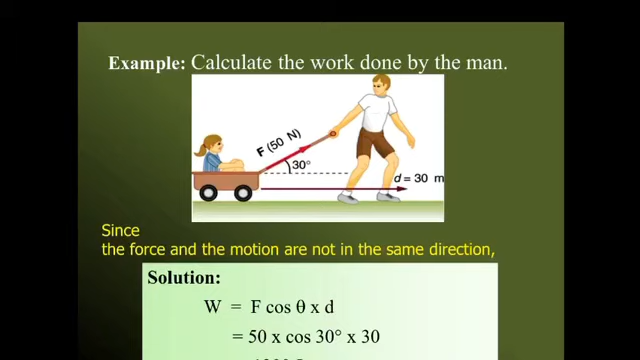 Example: Calculate the work done by the man.
F (50 N)
30°
d = 30 m
Since
the force and the motion are not in the same direction,
Solution:
W = F cos θ x d
= 50 x cos 30° x 30